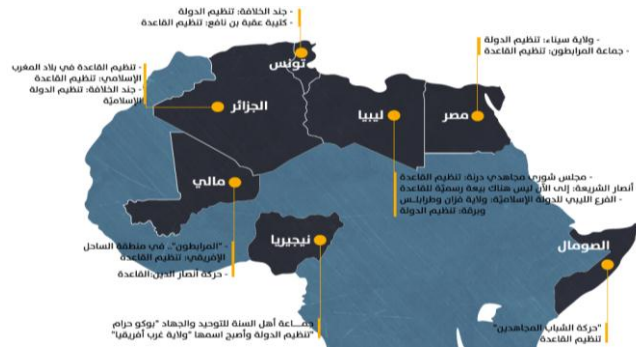 - جند الخلافة: تنظيم الدولة
- كتيبة عقبة بن نافع: تنظيم القاعدة
تونس
- ولاية سيناء: تنظيم الدولة
- جماعة المرابطون: تنظيم القاعدة
مصر
- تنظيم القاعدة في بلاد المغرب
الإسلامي: تنظيم القاعدة
- جند الخلافة: تنظيم الدولة
الإسلامية
الجزائر
ليبيا
- مجلس شورى مجاهدي درنة: تنظيم القاعدة
أنصار الشريعة: إلى الآن ليس هناك بيعة رسمية للقاعدة
- الفرع الليبي للدولة الإسلامية: ولاية فزان وطرابلس
وبرقة: تنظيم الدولة
مالي
- "المرابطون".. في منطقة الساحل
الإفريقي: تنظيم القاعدة
- حركة أنصار الدين:القاعدة
نيجيريا
جمـاعة أهل السنة للتوحيد والجهاد "بوكو حرام
"تنظيم الدولة وأصبح اسمها "ولاية غرب أفريقيا"
الصومال
"حركة الشباب المجاهدين"
تنظيم القاعدة